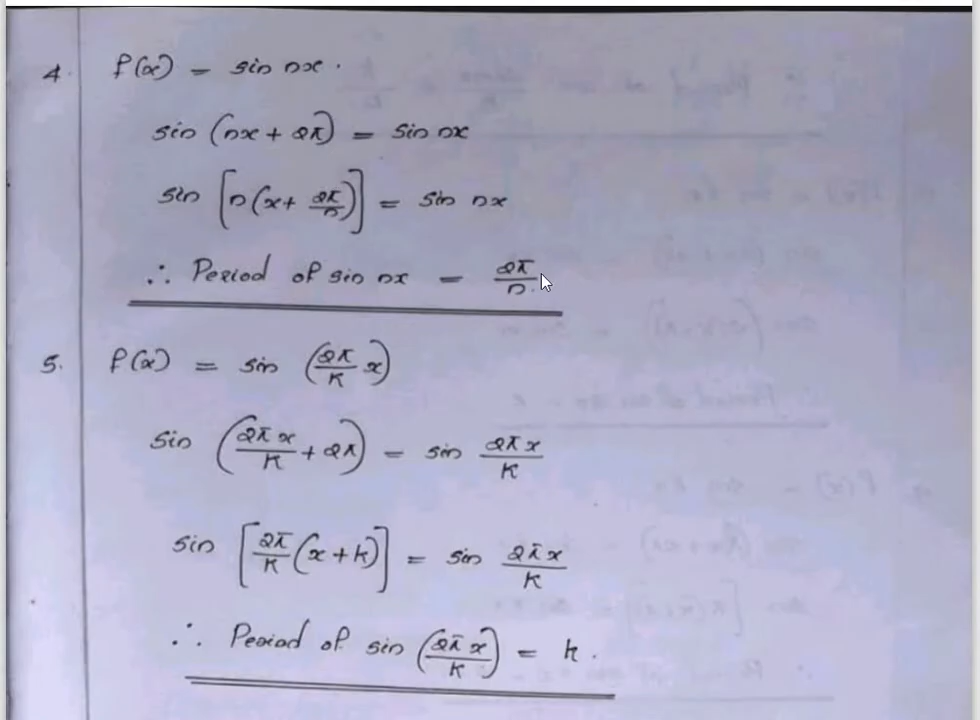 4. f(x) = sin nx.
sin (nx + 2π) = sin nx
sin [n(x + 2π/n)] = sin nx
∴ Period of sin nx = 2π/n.
5. f(x) = sin (2π/k x)
sin (2πx/k + 2π) = sin 2πx/k
sin [2π/k (x + k)] = sin 2πx/k
∴ Period of sin (2πx/k) = k.